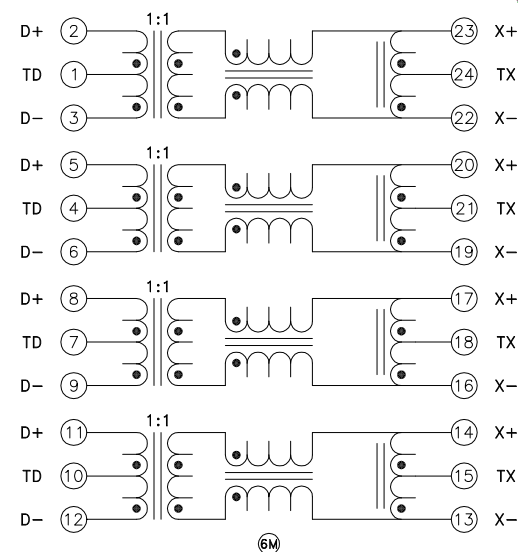 1:1
D+ 2 23 X+
TD 1 24 TX
D- 3 22 X-
1:1
D+ 5 20 X+
TD 4 21 TX
D- 6 19 X-
1:1
D+ 8 17 X+
TD 7 18 TX
D- 9 16 X-
1:1
D+ 11 14 X+
TD 10 15 TX
D- 12 13 X-
6M